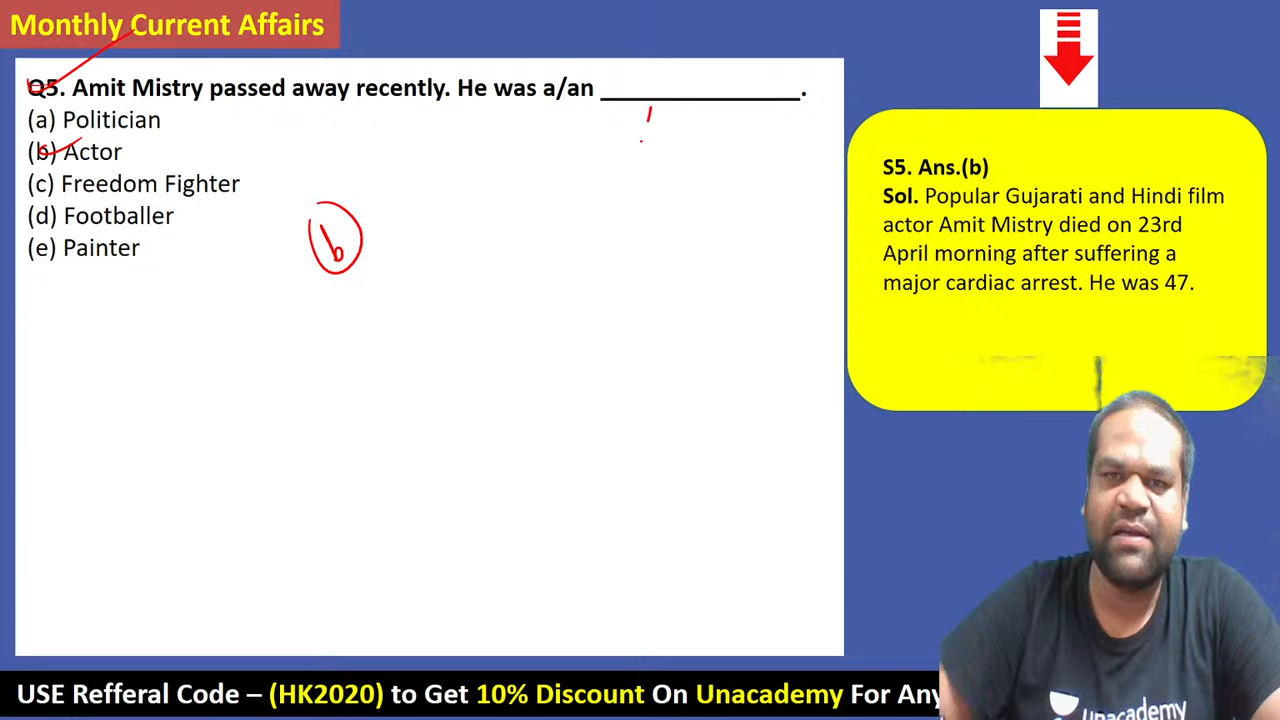 Monthly Current Affairs
Q5. Amit Mistry passed away recently. He was a/an _______________.
(a) Politician
(b) Actor
(c) Freedom Fighter
(d) Footballer
(e) Painter
b
S5. Ans.(b)
Sol. Popular Gujarati and Hindi film
actor Amit Mistry died on 23rd
April morning after suffering a
major cardiac arrest. He was 47.
USE Refferal Code – (HK2020) to Get 10% Discount On Unacademy For Any
unacademy